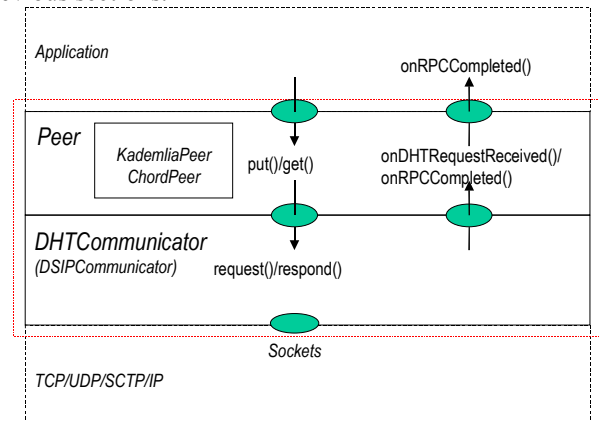 Application
onRPCCompleted()
Peer
KademliaPeer
ChordPeer
put()/get()
onDHTRequestReceived()/
onRPCCompleted()
DHTCommunicator
(DSIPCommunicator)
request()/respond()
Sockets
TCP/UDP/SCTP/IP